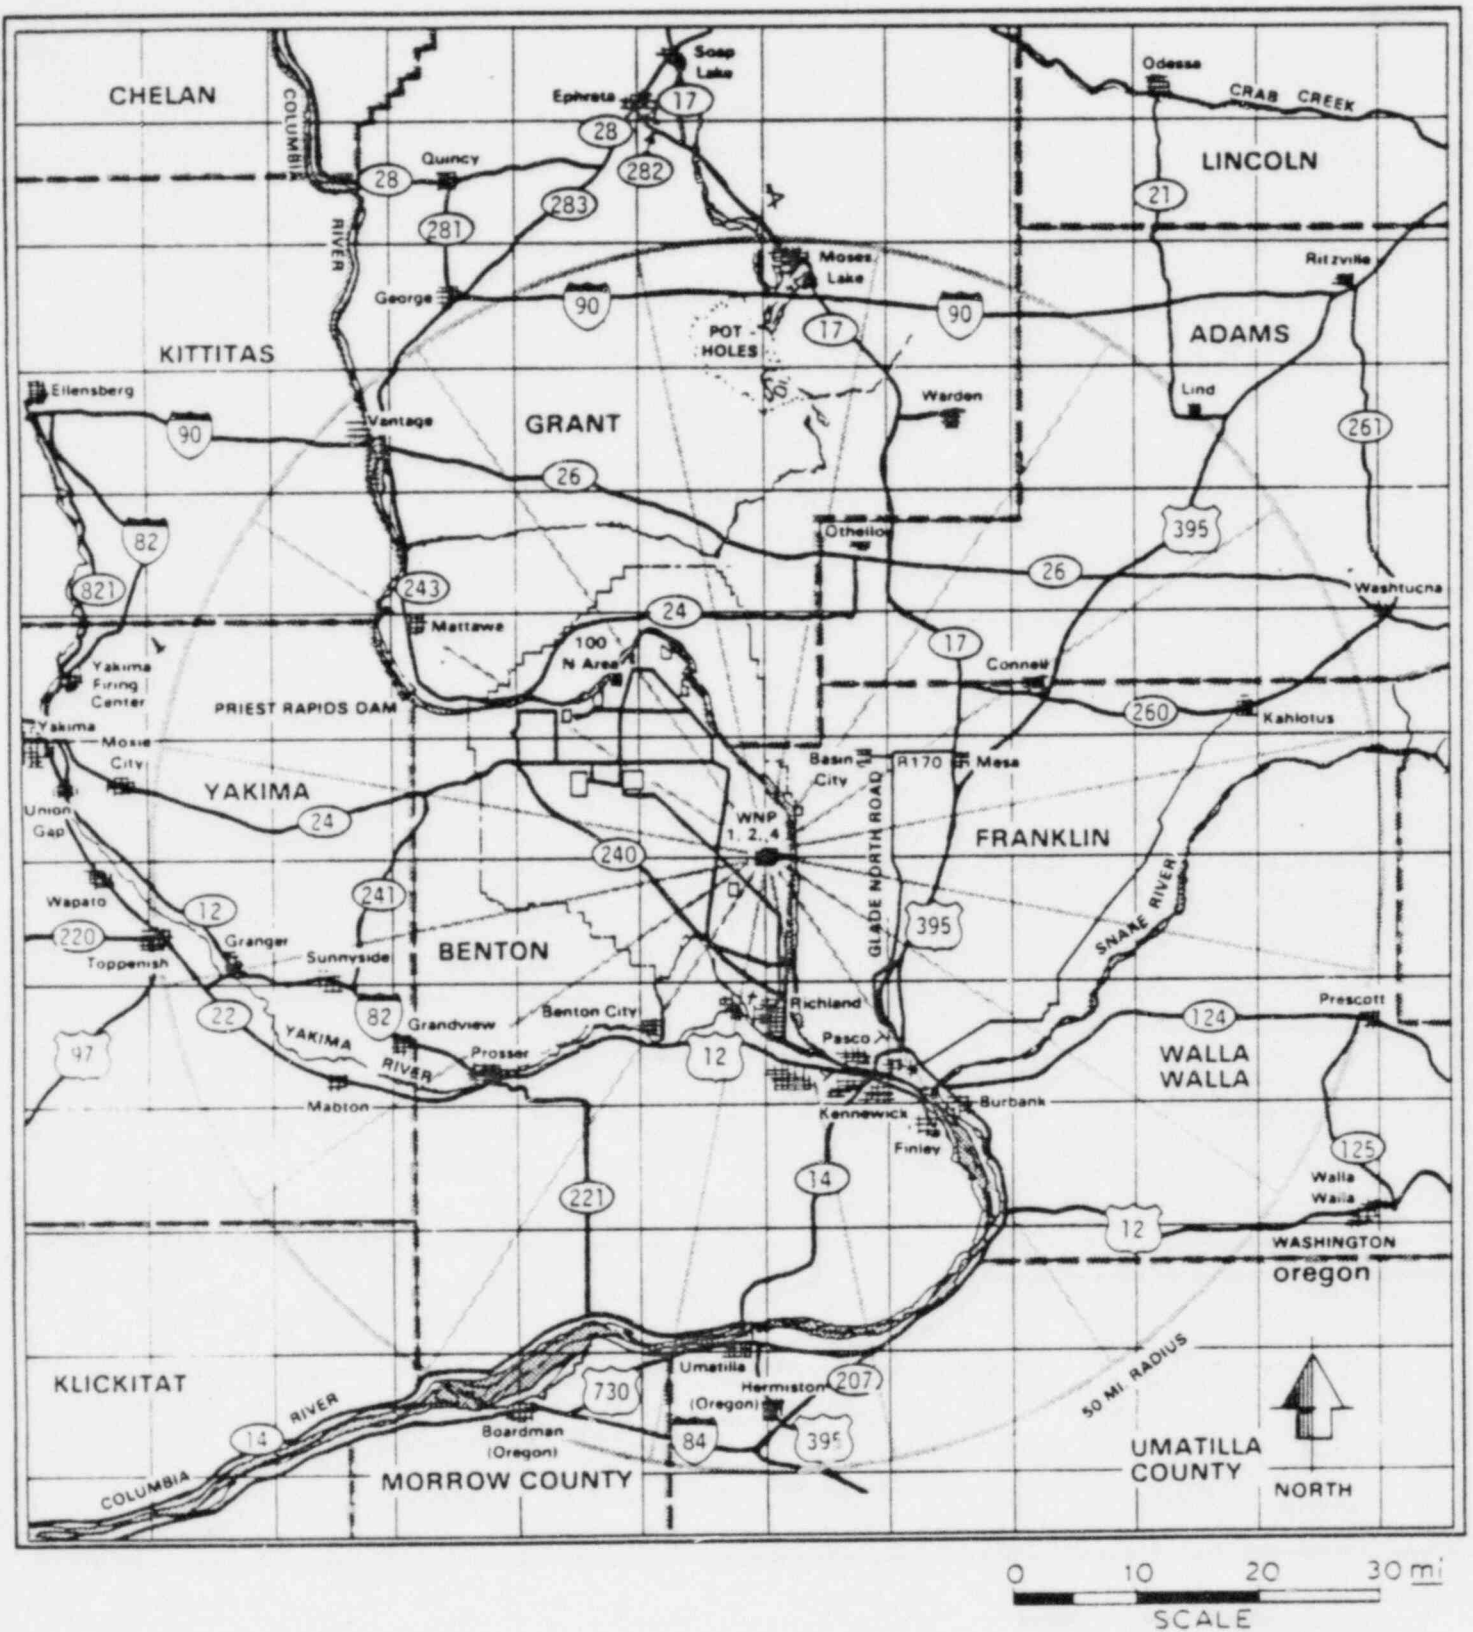 Soap
Lake
Odessa
CHELAN
Ephrata
17
CRAB CREEK
COLUMBIA
28
LINCOLN
Quincy
282
28
21
283
281
RIVER
Moses
Lake
Ritzville
George
90
90
17
POT
HOLES
ADAMS
KITTITAS
Ellensberg
Lind
Warden
Vantage
GRANT
261
90
26
395
82
Othello
26
821
243
Washtucna
24
Mattawa
100
N Area
17
Yakima
Firing
Center
Connell
PRIEST RAPIDS DAM
260
Kahlotus
Yakima
Moxie
City
Basin
City
R170
Mesa
YAKIMA
Union
Gap
24
WNP
1, 2, 4
GLADE NORTH ROAD
FRANKLIN
240
241
Wapato
12
SNAKE RIVER
395
220
Granger
BENTON
Toppenish
Sunnyside
Richland
Prescott
22
82
Benton City
124
Grandview
YAKIMA RIVER
Pasco
97
Prosser
12
WALLA
WALLA
Mabton
Kennewick
Burbank
Finley
125
14
Walla
Walla
221
12
WASHINGTON
oregon
50 MI. RADIUS
Umatilla
KLICKITAT
730
Hermiston
(Oregon)
207
RIVER
14
Boardman
(Oregon)
84
395
UMATILLA
COUNTY
COLUMBIA
MORROW COUNTY
NORTH
0 10 20 30 mi
SCALE